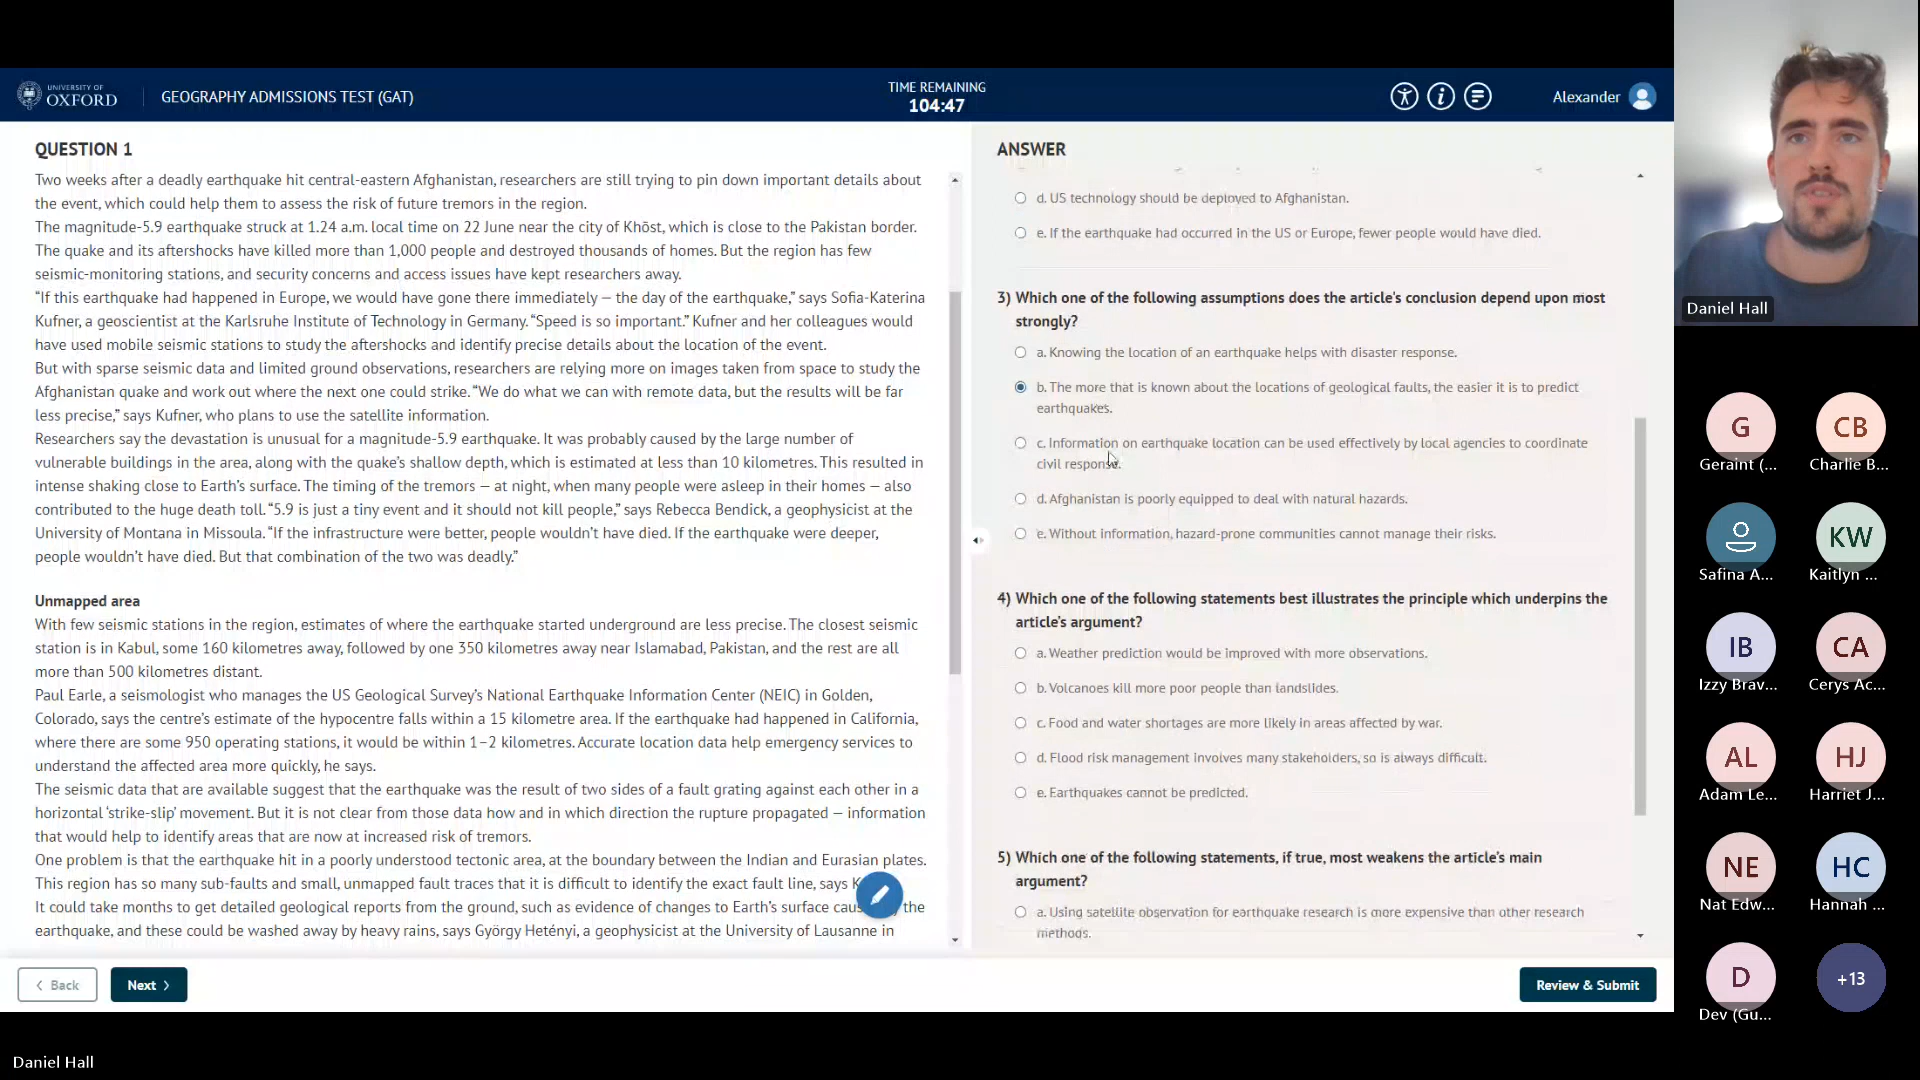 UNIVERSITY OF
OXFORD
GEOGRAPHY ADMISSIONS TEST (GAT)
TIME REMAINING
104:47
Alexander
QUESTION 1
Two weeks after a deadly earthquake hit central-eastern Afghanistan, researchers are still trying to pin down important details about
the event, which could help them to assess the risk of future tremors in the region.
The magnitude-5.9 earthquake struck at 1.24 a.m. local time on 22 June near the city of Khōst, which is close to the Pakistan border.
The quake and its aftershocks have killed more than 1,000 people and destroyed thousands of homes. But the region has few
seismic-monitoring stations, and security concerns and access issues have kept researchers away.
“If this earthquake had happened in Europe, we would have gone there immediately — the day of the earthquake,” says Sofia-Katerina
Kufner, a geoscientist at the Karlsruhe Institute of Technology in Germany. “Speed is so important.” Kufner and her colleagues would
have used mobile seismic stations to study the aftershocks and identify precise details about the location of the event.
But with sparse seismic data and limited ground observations, researchers are relying more on images taken from space to study the
Afghanistan quake and work out where the next one could strike. “We do what we can with remote data, but the results will be far
less precise,” says Kufner, who plans to use the satellite information.
Researchers say the devastation is unusual for a magnitude-5.9 earthquake. It was probably caused by the large number of
vulnerable buildings in the area, along with the quake’s shallow depth, which is estimated at less than 10 kilometres. This resulted in
intense shaking close to Earth’s surface. The timing of the tremors — at night, when many people were asleep in their homes — also
contributed to the huge death toll. “5.9 is just a tiny event and it should not kill people,” says Rebecca Bendick, a geophysicist at the
University of Montana in Missoula. “If the infrastructure were better, people wouldn’t have died. If the earthquake were deeper,
people wouldn’t have died. But that combination of the two was deadly.”
Unmapped area
With few seismic stations in the region, estimates of where the earthquake started underground are less precise. The closest seismic
station is in Kabul, some 160 kilometres away, followed by one 350 kilometres away near Islamabad, Pakistan, and the rest are all
more than 500 kilometres distant.
Paul Earle, a seismologist who manages the US Geological Survey’s National Earthquake Information Center (NEIC) in Golden,
Colorado, says the centre’s estimate of the hypocentre falls within a 15 kilometre area. If the earthquake had happened in California,
where there are some 950 operating stations, it would be within 1–2 kilometres. Accurate location data help emergency services to
understand the affected area more quickly, he says.
The seismic data that are available suggest that the earthquake was the result of two sides of a fault grating against each other in a
horizontal ‘strike-slip’ movement. But it is not clear from those data how and in which direction the rupture propagated — information
that would help to identify areas that are now at increased risk of tremors.
One problem is that the earthquake hit in a poorly understood tectonic area, at the boundary between the Indian and Eurasian plates.
This region has so many sub-faults and small, unmapped fault traces that it is difficult to identify the exact fault line, says K
It could take months to get detailed geological reports from the ground, such as evidence of changes to Earth’s surface cau the
earthquake, and these could be washed away by heavy rains, says György Hetényi, a geophysicist at the University of Lausanne in
ANSWER
d. US technology should be deployed to Afghanistan.
e. If the earthquake had occurred in the US or Europe, fewer people would have died.
3) Which one of the following assumptions does the article's conclusion depend upon most
strongly?
a. Knowing the location of an earthquake helps with disaster response.
b. The more that is known about the locations of geological faults, the easier it is to predict
earthquakes.
c. Information on earthquake location can be used effectively by local agencies to coordinate
civil response.
d. Afghanistan is poorly equipped to deal with natural hazards.
e. Without information, hazard-prone communities cannot manage their risks.
4) Which one of the following statements best illustrates the principle which underpins the
article’s argument?
a. Weather prediction would be improved with more observations.
b. Volcanoes kill more poor people than landslides.
c. Food and water shortages are more likely in areas affected by war.
d. Flood risk management involves many stakeholders, so is always difficult.
e. Earthquakes cannot be predicted.
5) Which one of the following statements, if true, most weakens the article’s main
argument?
a. Using satellite observation for earthquake research is more expensive than other research
methods.
Back
Next
Review & Submit
Daniel Hall
G
CB
Geraint (...
Charlie B...
KW
Safina A...
Kaitlyn ...
IB
CA
Izzy Brav...
Cerys Ac...
AL
HJ
Adam Le...
Harriet J...
NE
HC
Nat Edw...
Hannah ...
D
+13
Dev (Gu...
Daniel Hall